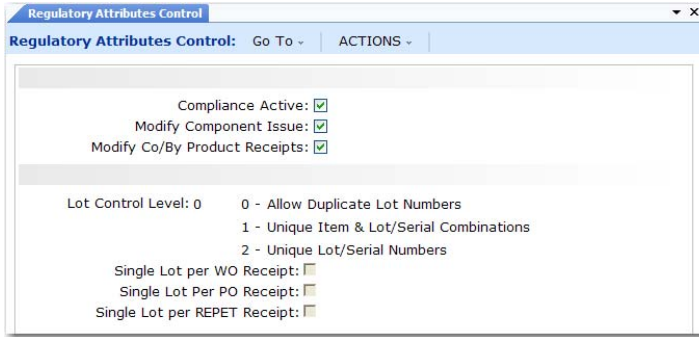 Regulatory Attributes Control
Regulatory Attributes Control: Go To ACTIONS
Compliance Active:
Modify Component Issue:
Modify Co/By Product Receipts:
Lot Control Level: 0 0 - Allow Duplicate Lot Numbers
1 - Unique Item & Lot/Serial Combinations
2 - Unique Lot/Serial Numbers
Single Lot per WO Receipt:
Single Lot Per PO Receipt:
Single Lot per REPET Receipt: